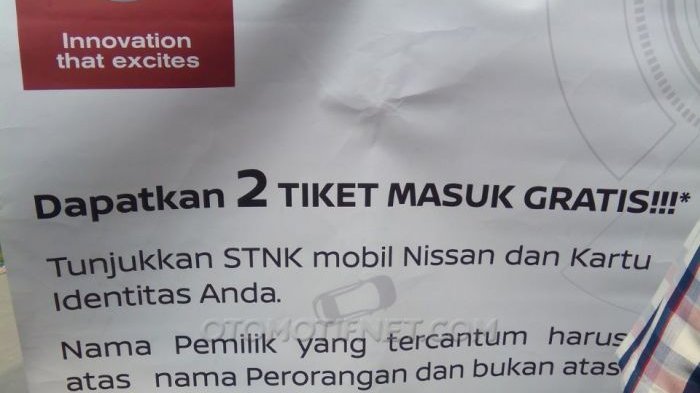 Innovation
that excites
Dapatkan 2 TIKET MASUK GRATIS!!!*
Tunjukkan STNK mobil Nissan dan Kartu
Identitas Anda.
OTOMOTIFNET.COM
Nama Pemilik yang tercantum harus
atas nama Perorangan dan bukan atas